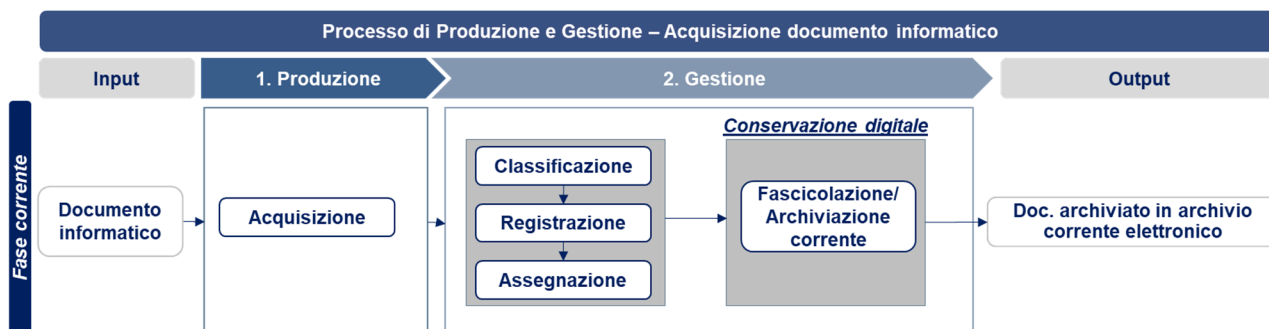 Processo di Produzione e Gestione – Acquisizione documento informatico
Input
1. Produzione
2. Gestione
Output
Fase corrente
Documento
informatico
Acquisizione
Classificazione
Registrazione
Assegnazione
Conservazione digitale
Fascicolazione/
Archiviazione
corrente
Doc. archiviato in archivio
corrente elettronico